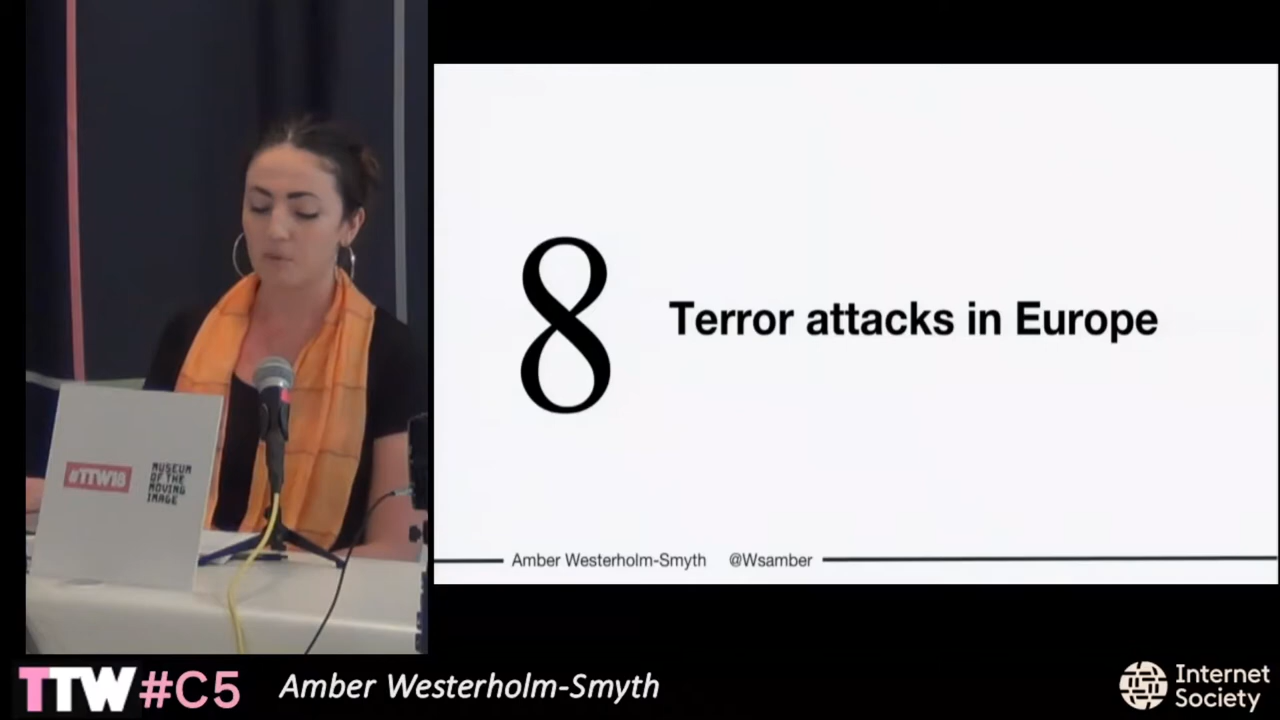 8
Terror attacks in Europe
Amber Westerholm-Smyth @Wsamber
#TTW18
MUSEUM
OF THE
MOVING
IMAGE
TTW#C5
Amber Westerholm-Smyth
Internet
Society